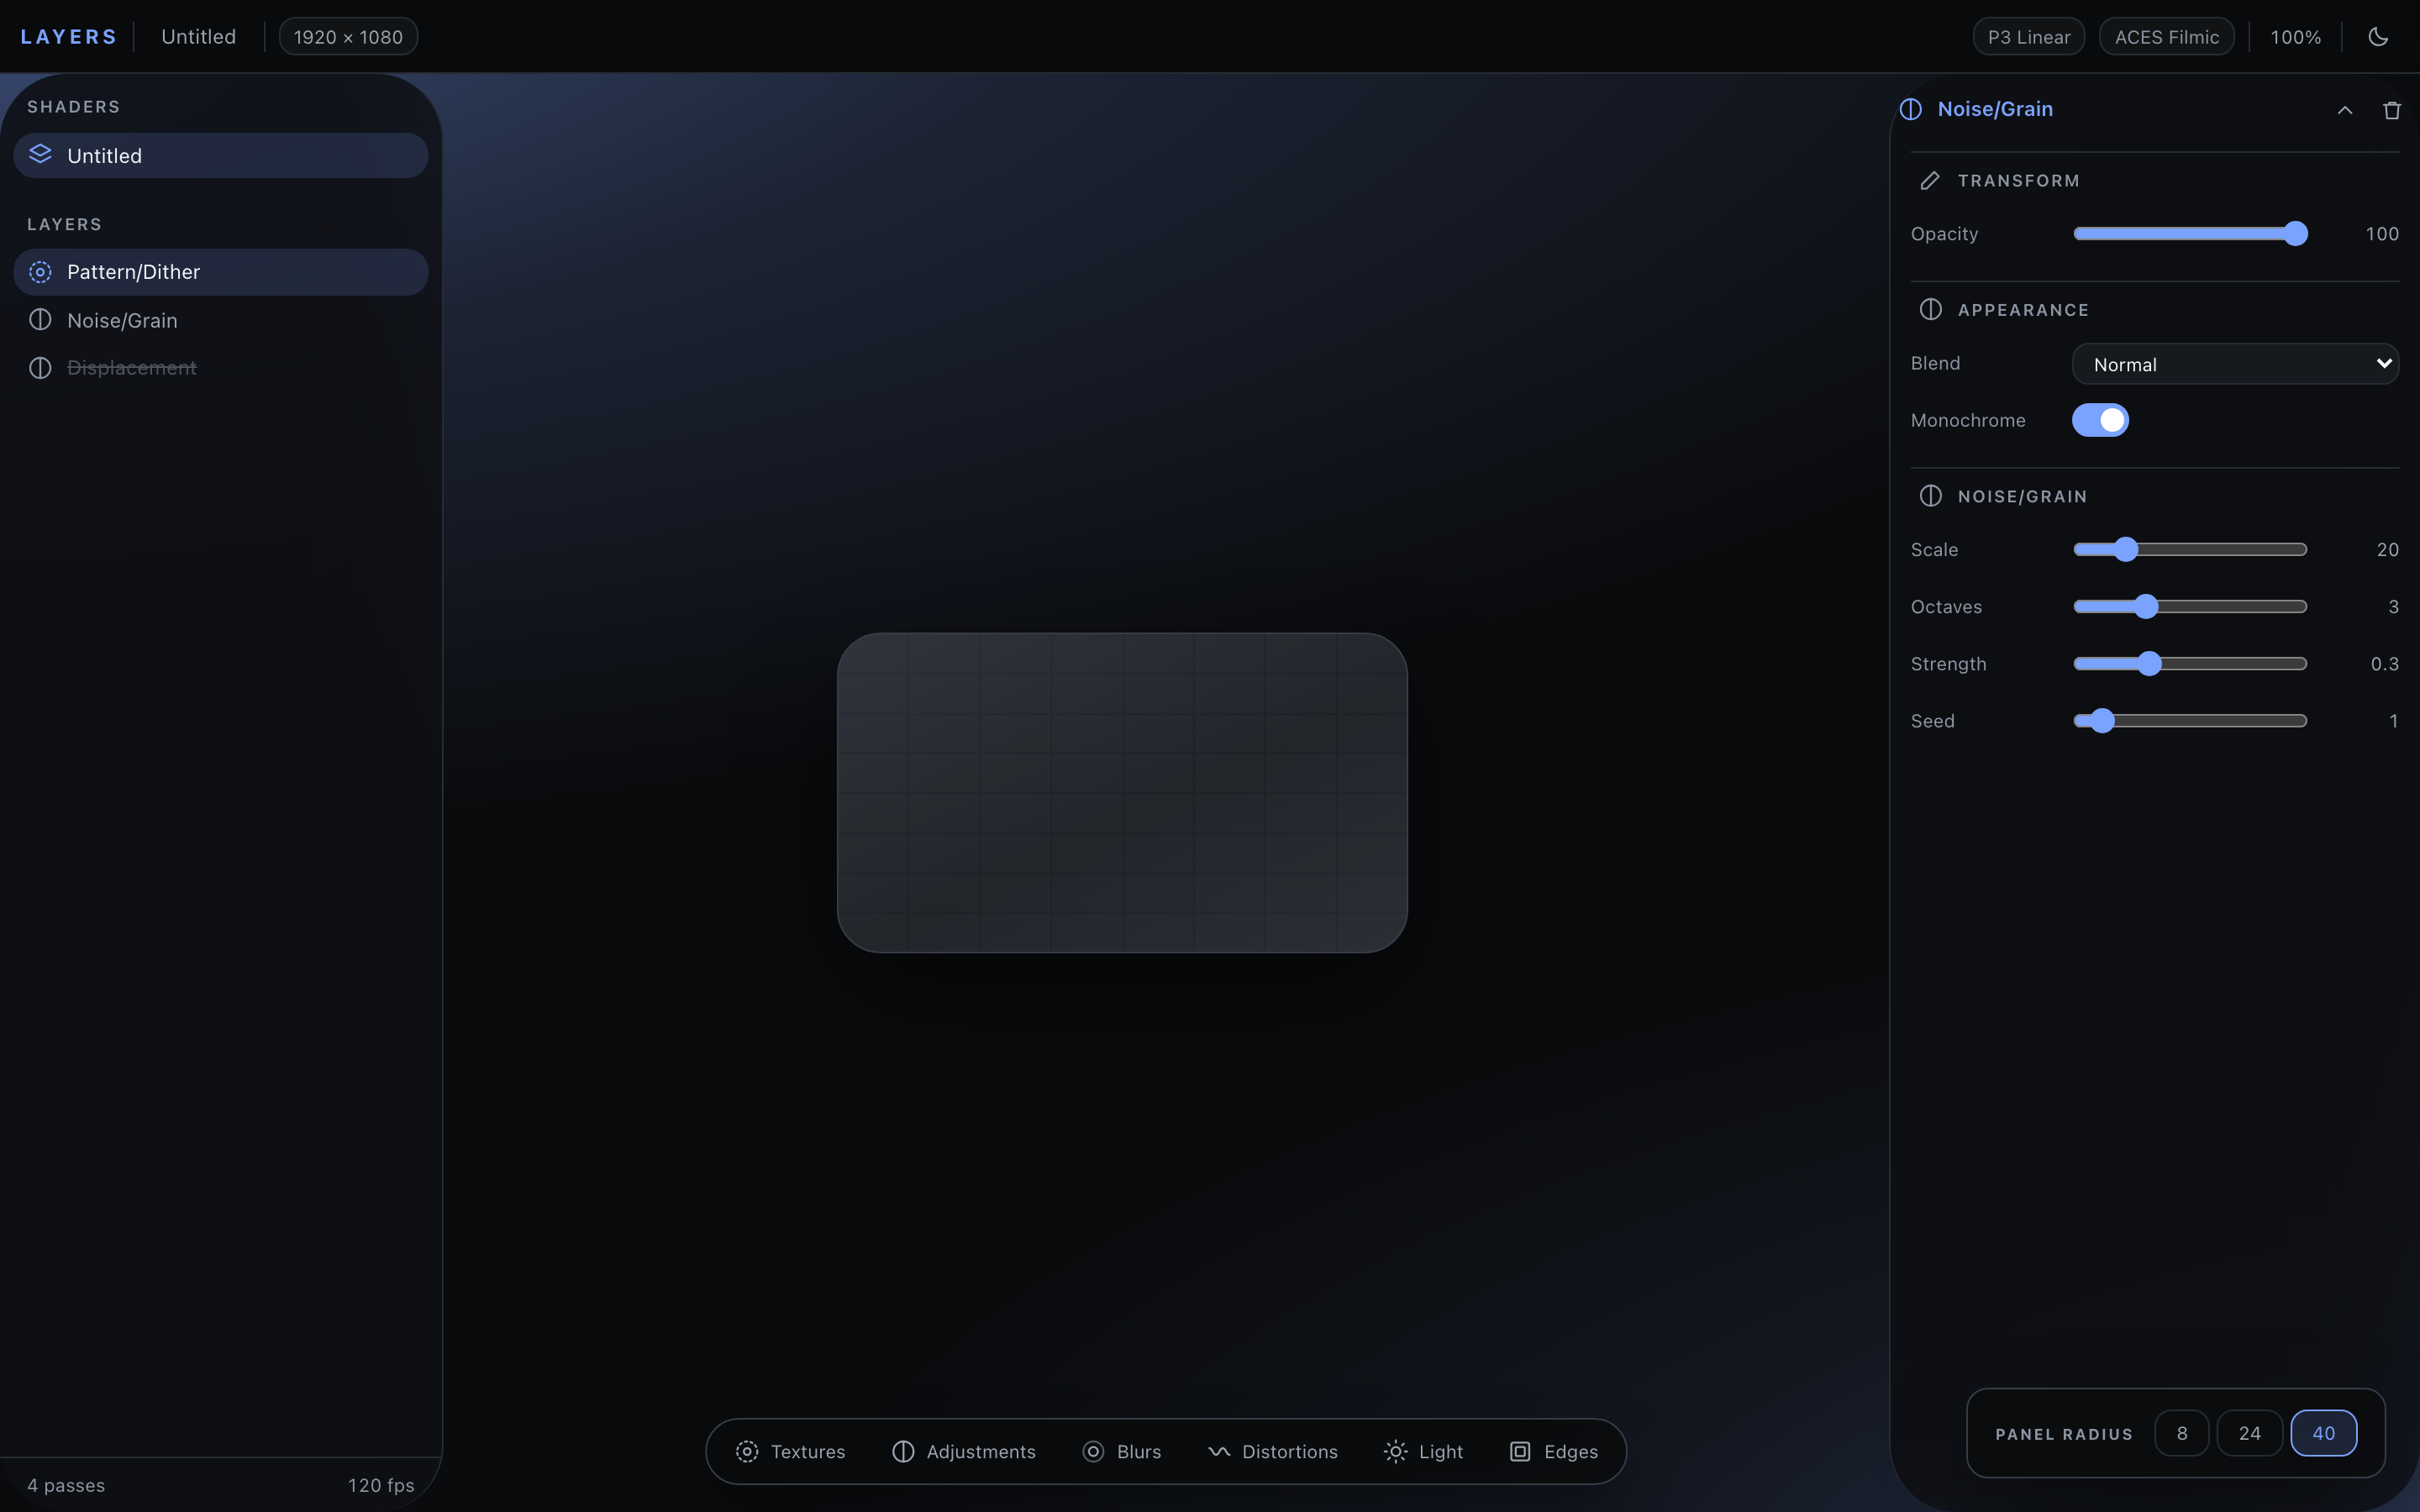 LAYERS
Untitled
1920 × 1080
P3 Linear
ACES Filmic
100%
SHADERS
Untitled
LAYERS
Pattern/Dither
Noise/Grain
Displacement
4 passes
120 fps
Textures
Adjustments
Blurs
Distortions
Light
Edges
Noise/Grain
TRANSFORM
Opacity 100
APPEARANCE
Blend Normal
Monochrome
NOISE/GRAIN
Scale 20
Octaves 3
Strength 0.3
Seed 1
PANEL RADIUS 8 24 40